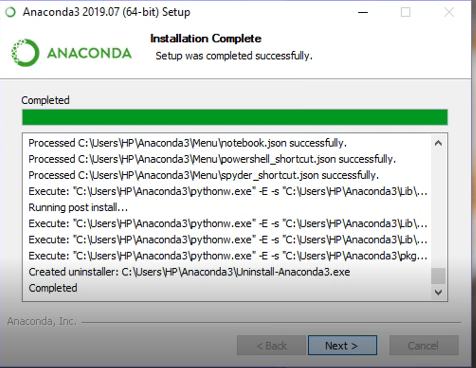 Anaconda3 2019.07 (64-bit) Setup
Installation Complete
Setup was completed successfully.
ANACONDA
Completed
Processed C:\Users\HP\Anaconda3\Menu\notebook.json successfully.
Processed C:\Users\HP\Anaconda3\Menu\powershell_shortcut.json successfully.
Processed C:\Users\HP\Anaconda3\Menu\spyder_shortcut.json successfully.
Execute: "C:\Users\HP\Anaconda3\pythonw.exe" -E -s "C:\Users\HP\Anaconda3\Lib\...
Running post install...
Execute: "C:\Users\HP\Anaconda3\pythonw.exe" -E -s "C:\Users\HP\Anaconda3\Lib\...
Execute: "C:\Users\HP\Anaconda3\pythonw.exe" -E -s "C:\Users\HP\Anaconda3\Lib\...
Execute: "C:\Users\HP\Anaconda3\pythonw.exe" -E -s "C:\Users\HP\Anaconda3\pkg...
Created uninstaller: C:\Users\HP\Anaconda3\Uninstall-Anaconda3.exe
Completed
Anaconda, Inc.
< Back Next > Cancel